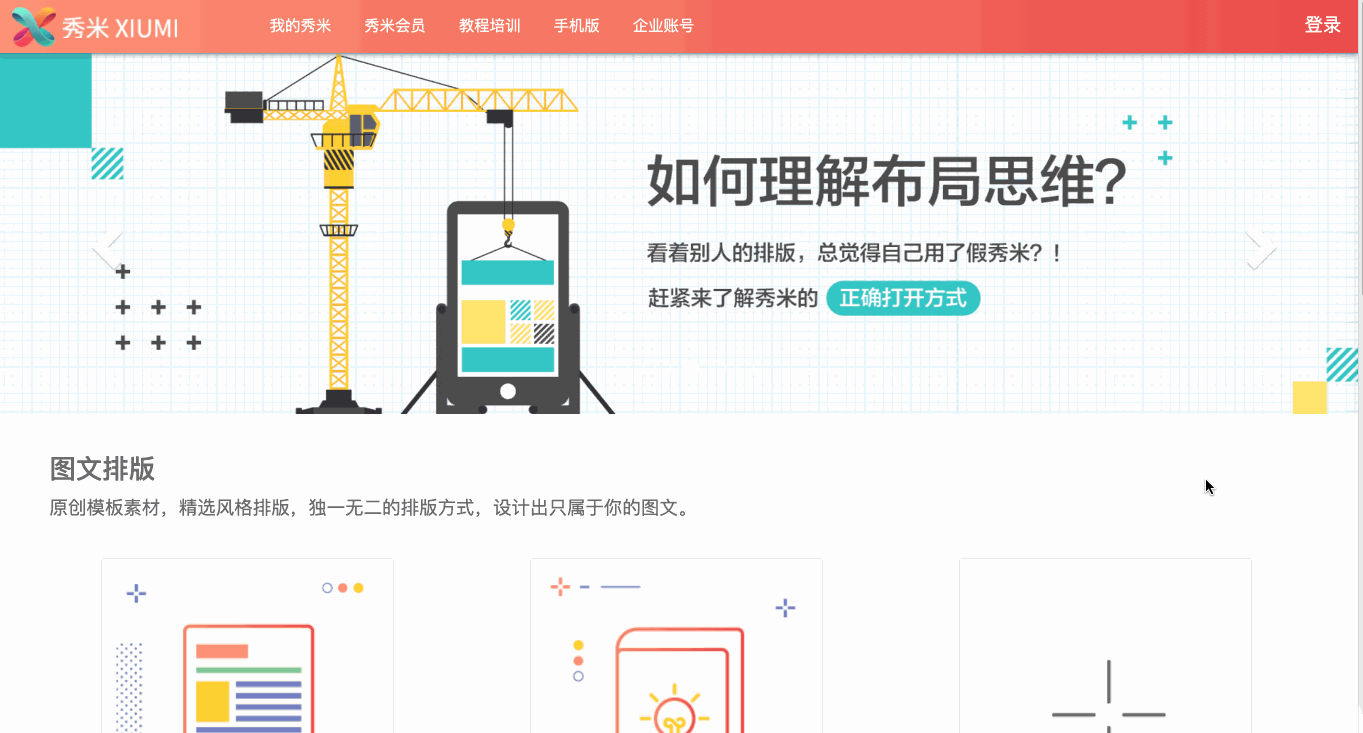 秀米 XIUMI
我的秀米 秀米会员 教程培训 手机版 企业账号 登录
如何理解布局思维?
看着别人的排版，总觉得自己用了假秀米？！
赶紧来了解秀米的 正确打开方式
图文排版
原创模板素材，精选风格排版，独一无二的排版方式，设计出只属于你的图文。